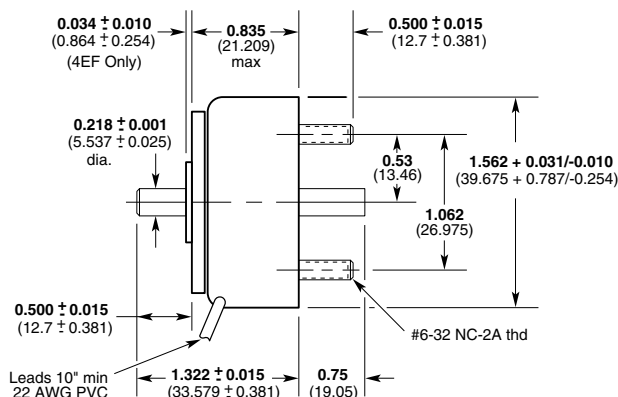 0.034 ± 0.010
(0.864 ± 0.254)
(4EF Only)
0.835
(21.209)
max
0.500 ± 0.015
(12.7 ± 0.381)
0.218 ± 0.001
(5.537 ± 0.025)
dia.
0.53
(13.46)
1.562 + 0.031/-0.010
(39.675 + 0.787/-0.254)
1.062
(26.975)
0.500 ± 0.015
(12.7 ± 0.381)
#6-32 NC-2A thd
Leads 10" min
22 AWG PVC
1.322 ± 0.015
(33.579 ± 0.381)
0.75
(19.05)